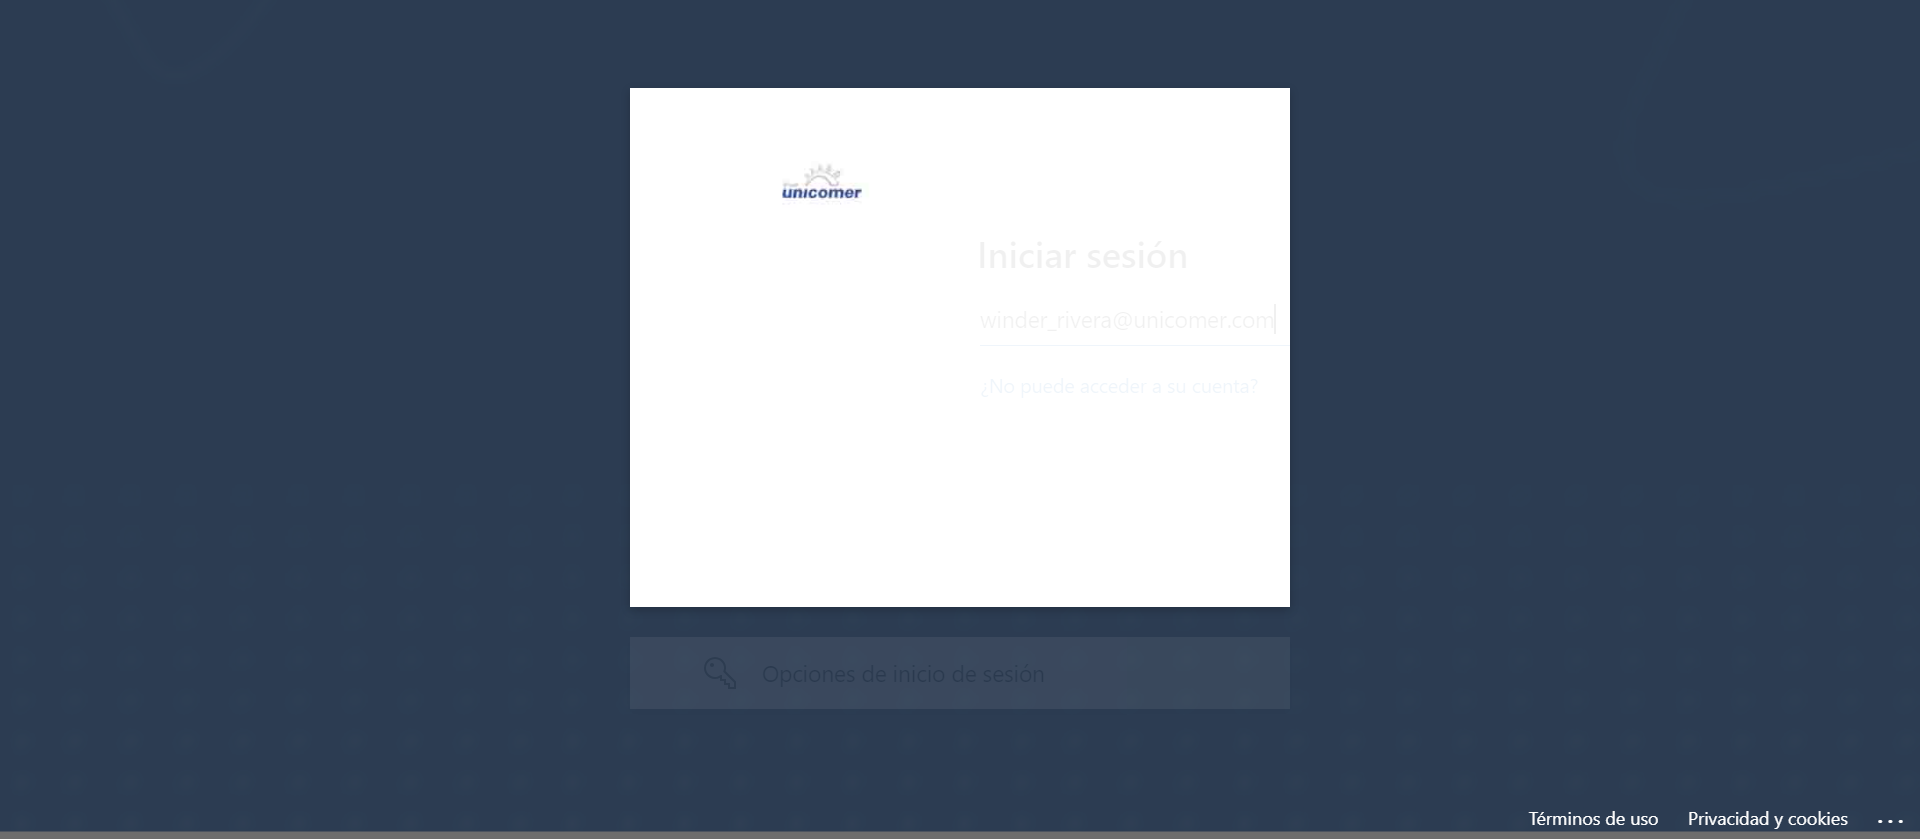 unicomer
Iniciar sesión
winder_rivera@unicomer.com
¿No puede acceder a su cuenta?
Opciones de inicio de sesión
Términos de uso Privacidad y cookies ...